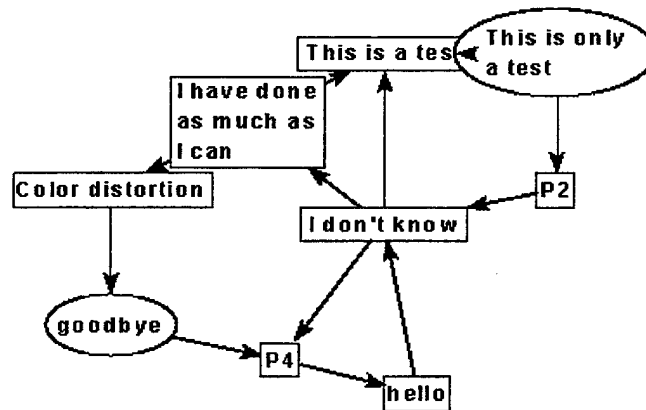 This is a tes
This is only
a test
I have done
as much as
I can
Color distortion
P2
I don't know
goodbye
P4
hello